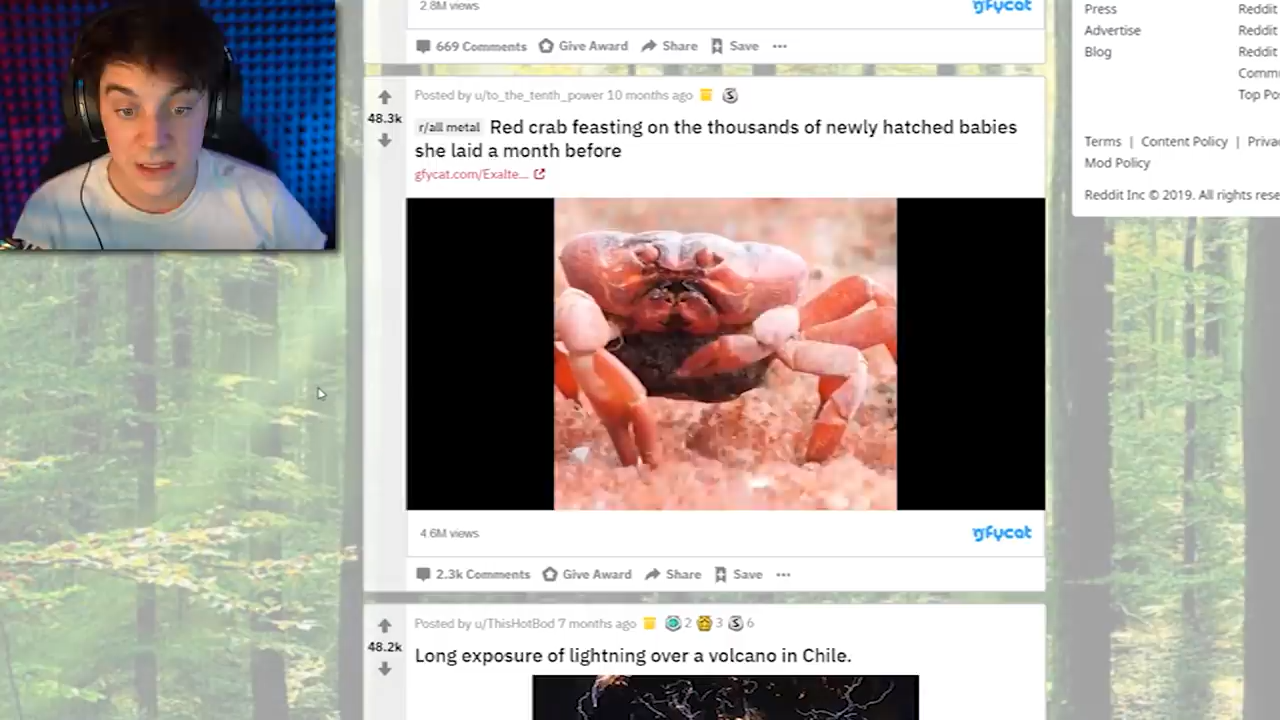 2.8M views
gfycat
669 Comments Give Award Share Save
Posted by u/to_the_tenth_power 10 months ago
48.3k
r/all metal Red crab feasting on the thousands of newly hatched babies
she laid a month before
gfycat.com/Exalte...
4.6M views
gfycat
2.3k Comments Give Award Share Save
Posted by u/ThisHotBod 7 months ago 2 3 6
48.2k
Long exposure of lightning over a volcano in Chile.
Press Reddit
Advertise Reddit
Blog Reddit
Top
Terms | Content Policy |
Mod Policy
Reddit Inc © 2019. All rights